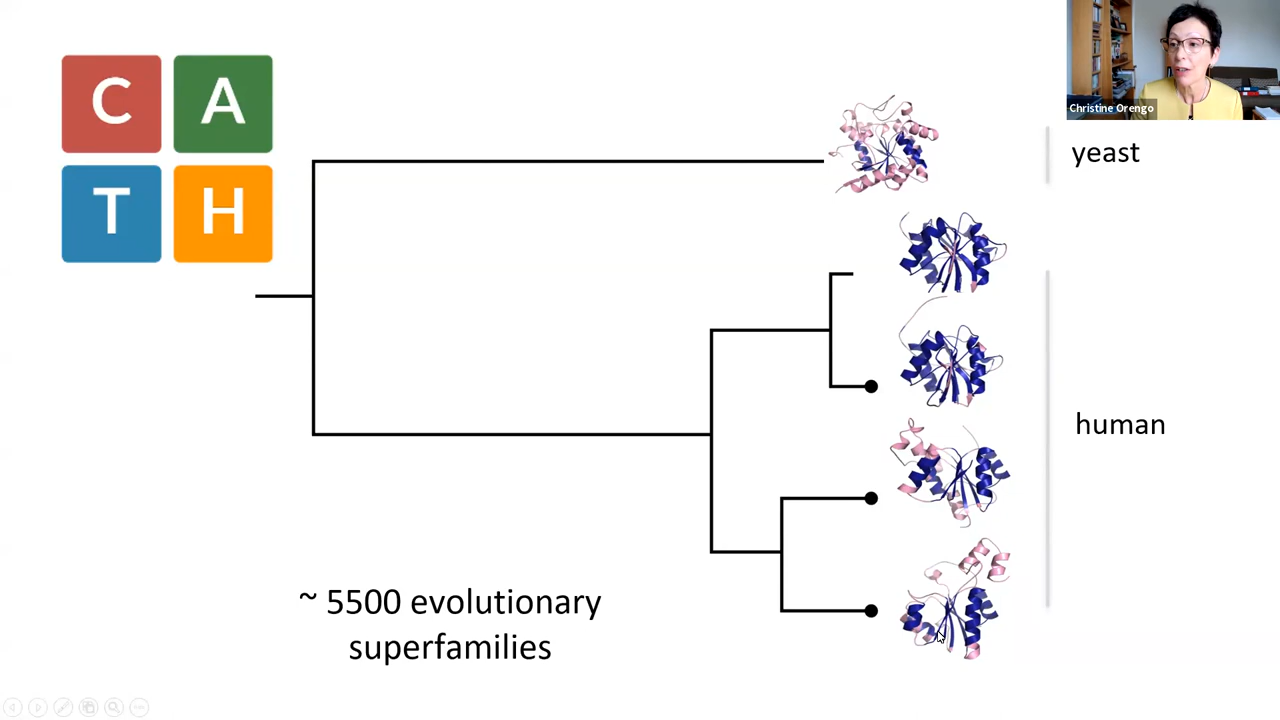 C A
T H
Christine Orengo
yeast
human
~ 5500 evolutionary
superfamilies